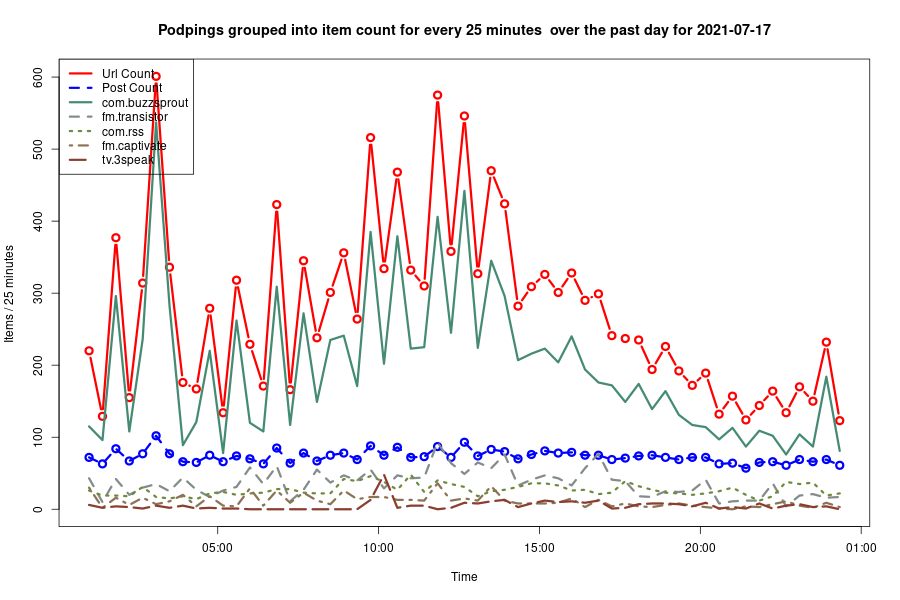 Podpings grouped into item count for every 25 minutes  over the past day for 2021-07-17
Url Count
Post Count
com.buzzsprout
fm.transistor
com.rss
fm.captivate
tv.3speak
Items / 25 minutes
600
500
400
300
200
100
0
05:00
10:00
15:00
20:00
01:00
Time